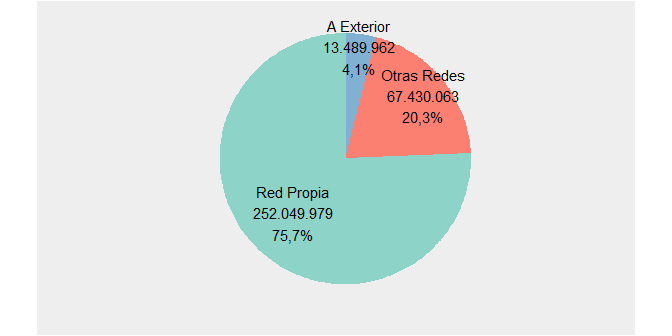 A Exterior
13.489.962
4,1%
Otras Redes
67.430.063
20,3%
Red Propia
252.049.979
75,7%